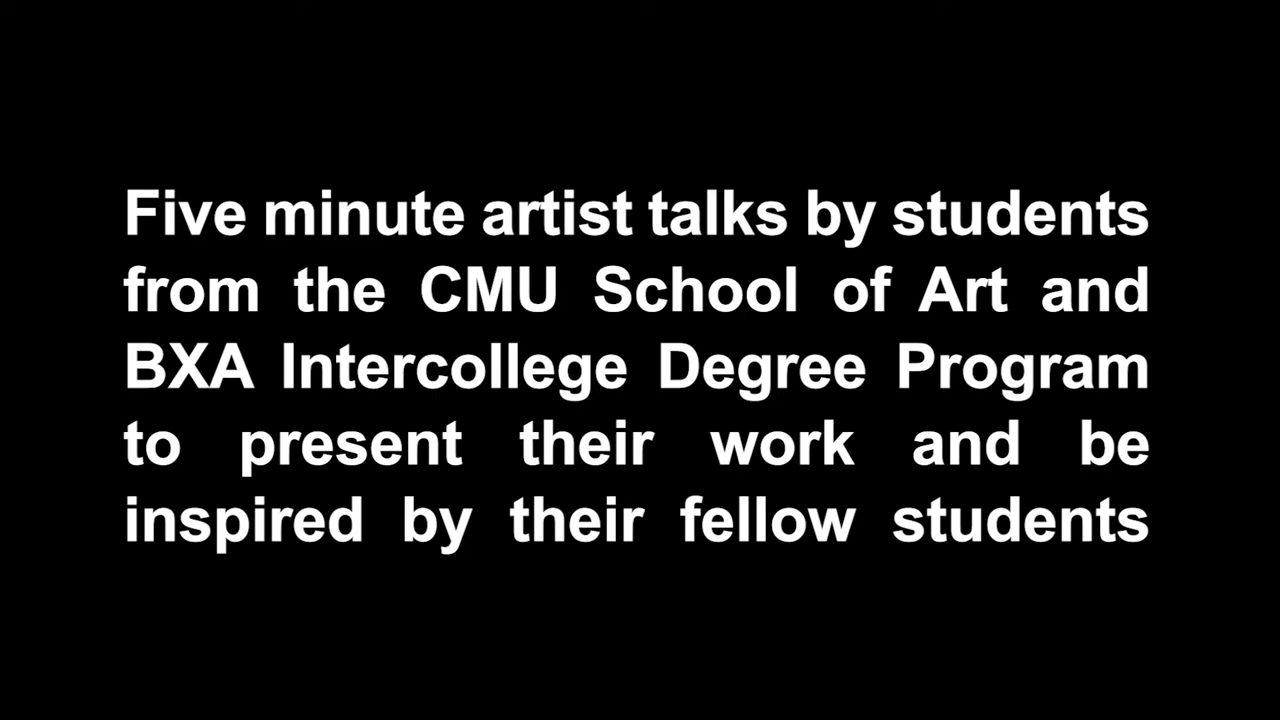 Five minute artist talks by students
from the CMU School of Art and
BXA Intercollege Degree Program
to present their work and be
inspired by their fellow students